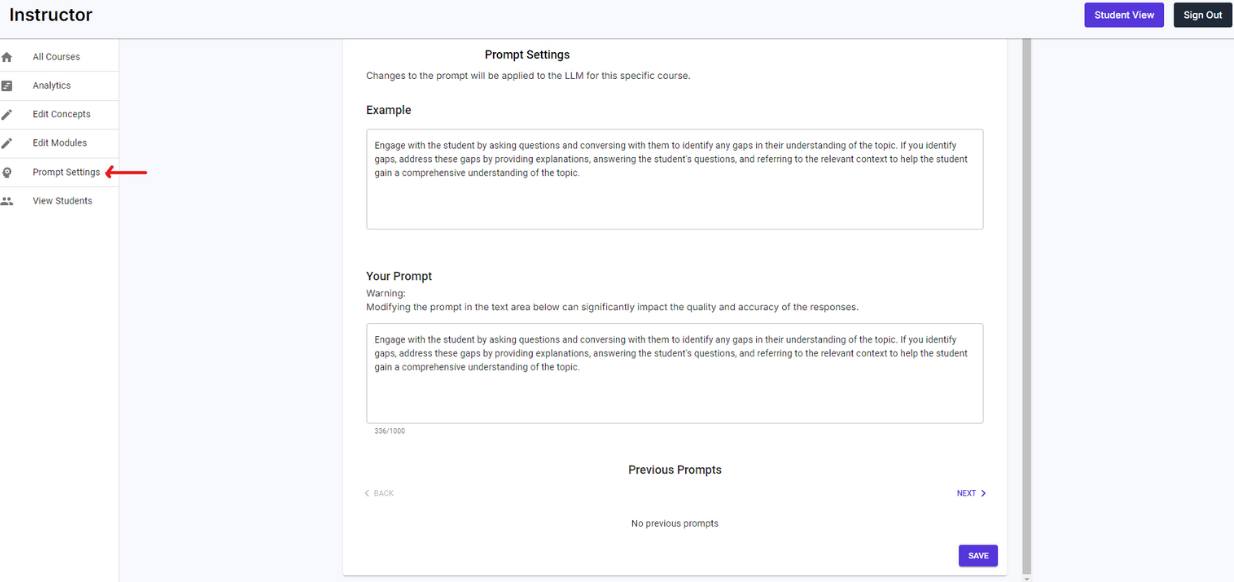 Instructor
Student View
Sign Out
All Courses
Analytics
Edit Concepts
Edit Modules
Prompt Settings
View Students
Prompt Settings
Changes to the prompt will be applied to the LLM for this specific course.
Example
Engage with the student by asking questions and conversing with them to identify any gaps in their understanding of the topic. If you identify
gaps, address these gaps by providing explanations, answering the student's questions, and referring to the relevant context to help the student
gain a comprehensive understanding of the topic.
Your Prompt
Warning:
Modifying the prompt in the text area below can significantly impact the quality and accuracy of the responses.
Engage with the student by asking questions and conversing with them to identify any gaps in their understanding of the topic. If you identify
gaps, address these gaps by providing explanations, answering the student's questions, and referring to the relevant context to help the student
gain a comprehensive understanding of the topic.
336/1000
Previous Prompts
BACK
NEXT
No previous prompts
SAVE